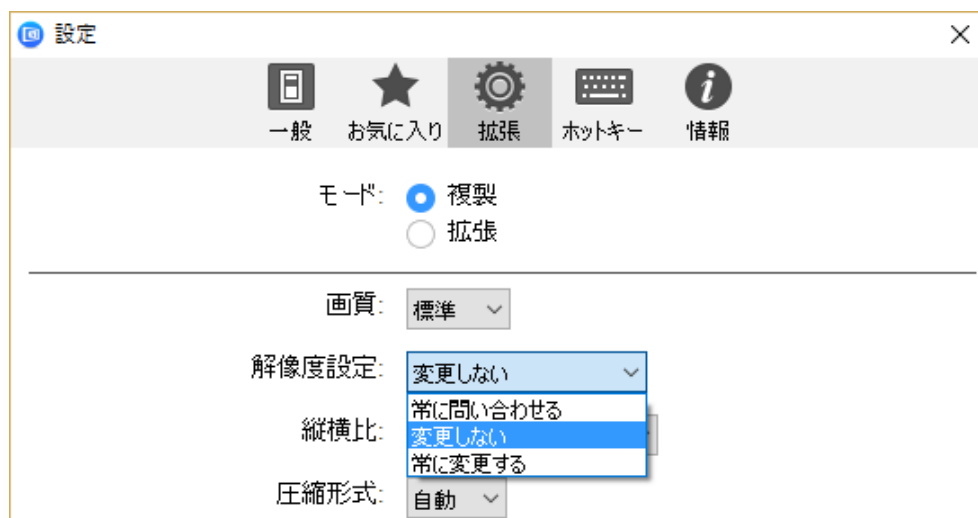 設定
一般 お気に入り 拡張 ホットキー 情報
モード: 複製
拡張
画質: 標準
解像度設定: 変更しない
常に問い合わせる
縦横比: 変更しない
常に変更する
圧縮形式: 自動